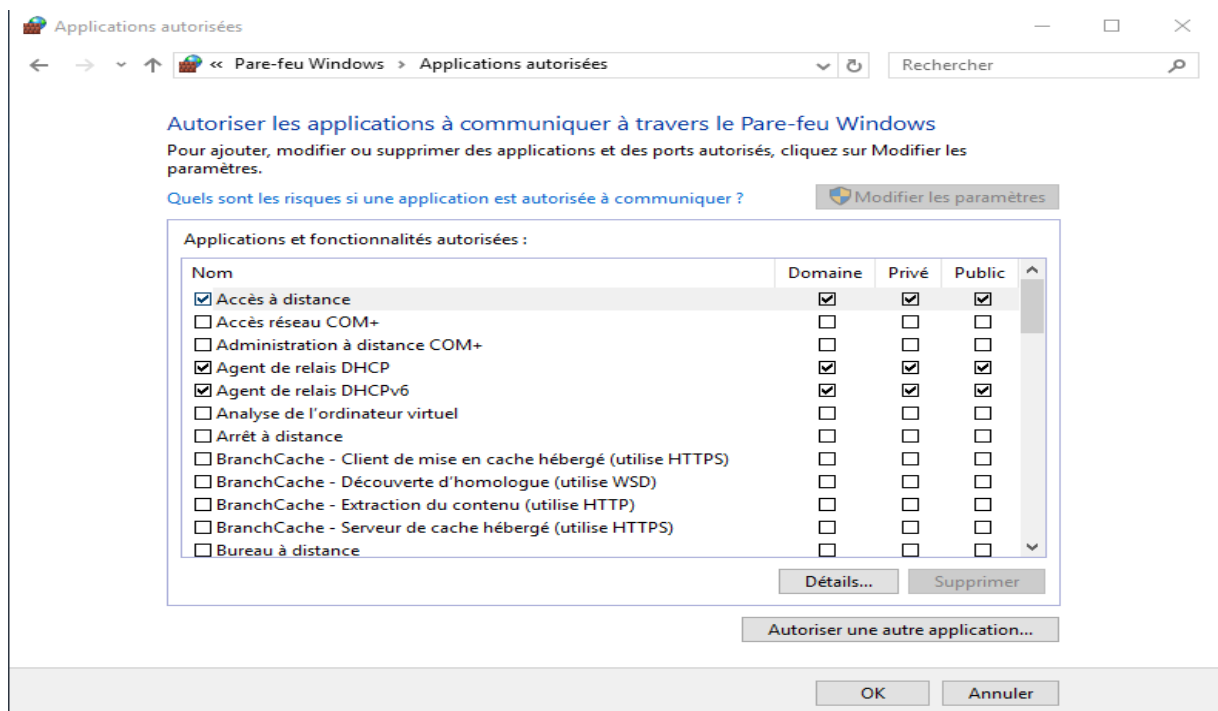 Applications autorisées
« Pare-feu Windows > Applications autorisées
Rechercher
Autoriser les applications à communiquer à travers le Pare-feu Windows
Pour ajouter, modifier ou supprimer des applications et des ports autorisés, cliquez sur Modifier les
paramètres.
Quels sont les risques si une application est autorisée à communiquer ?
Modifier les paramètres
Applications et fonctionnalités autorisées :
Nom Domaine Privé Public
Accès à distance
Accès réseau COM+
Administration à distance COM+
Agent de relais DHCP
Agent de relais DHCPv6
Analyse de l'ordinateur virtuel
Arrêt à distance
BranchCache - Client de mise en cache hébergé (utilise HTTPS)
BranchCache - Découverte d'homologue (utilise WSD)
BranchCache - Extraction du contenu (utilise HTTP)
BranchCache - Serveur de cache hébergé (utilise HTTPS)
Bureau à distance
Détails... Supprimer
Autoriser une autre application...
OK Annuler